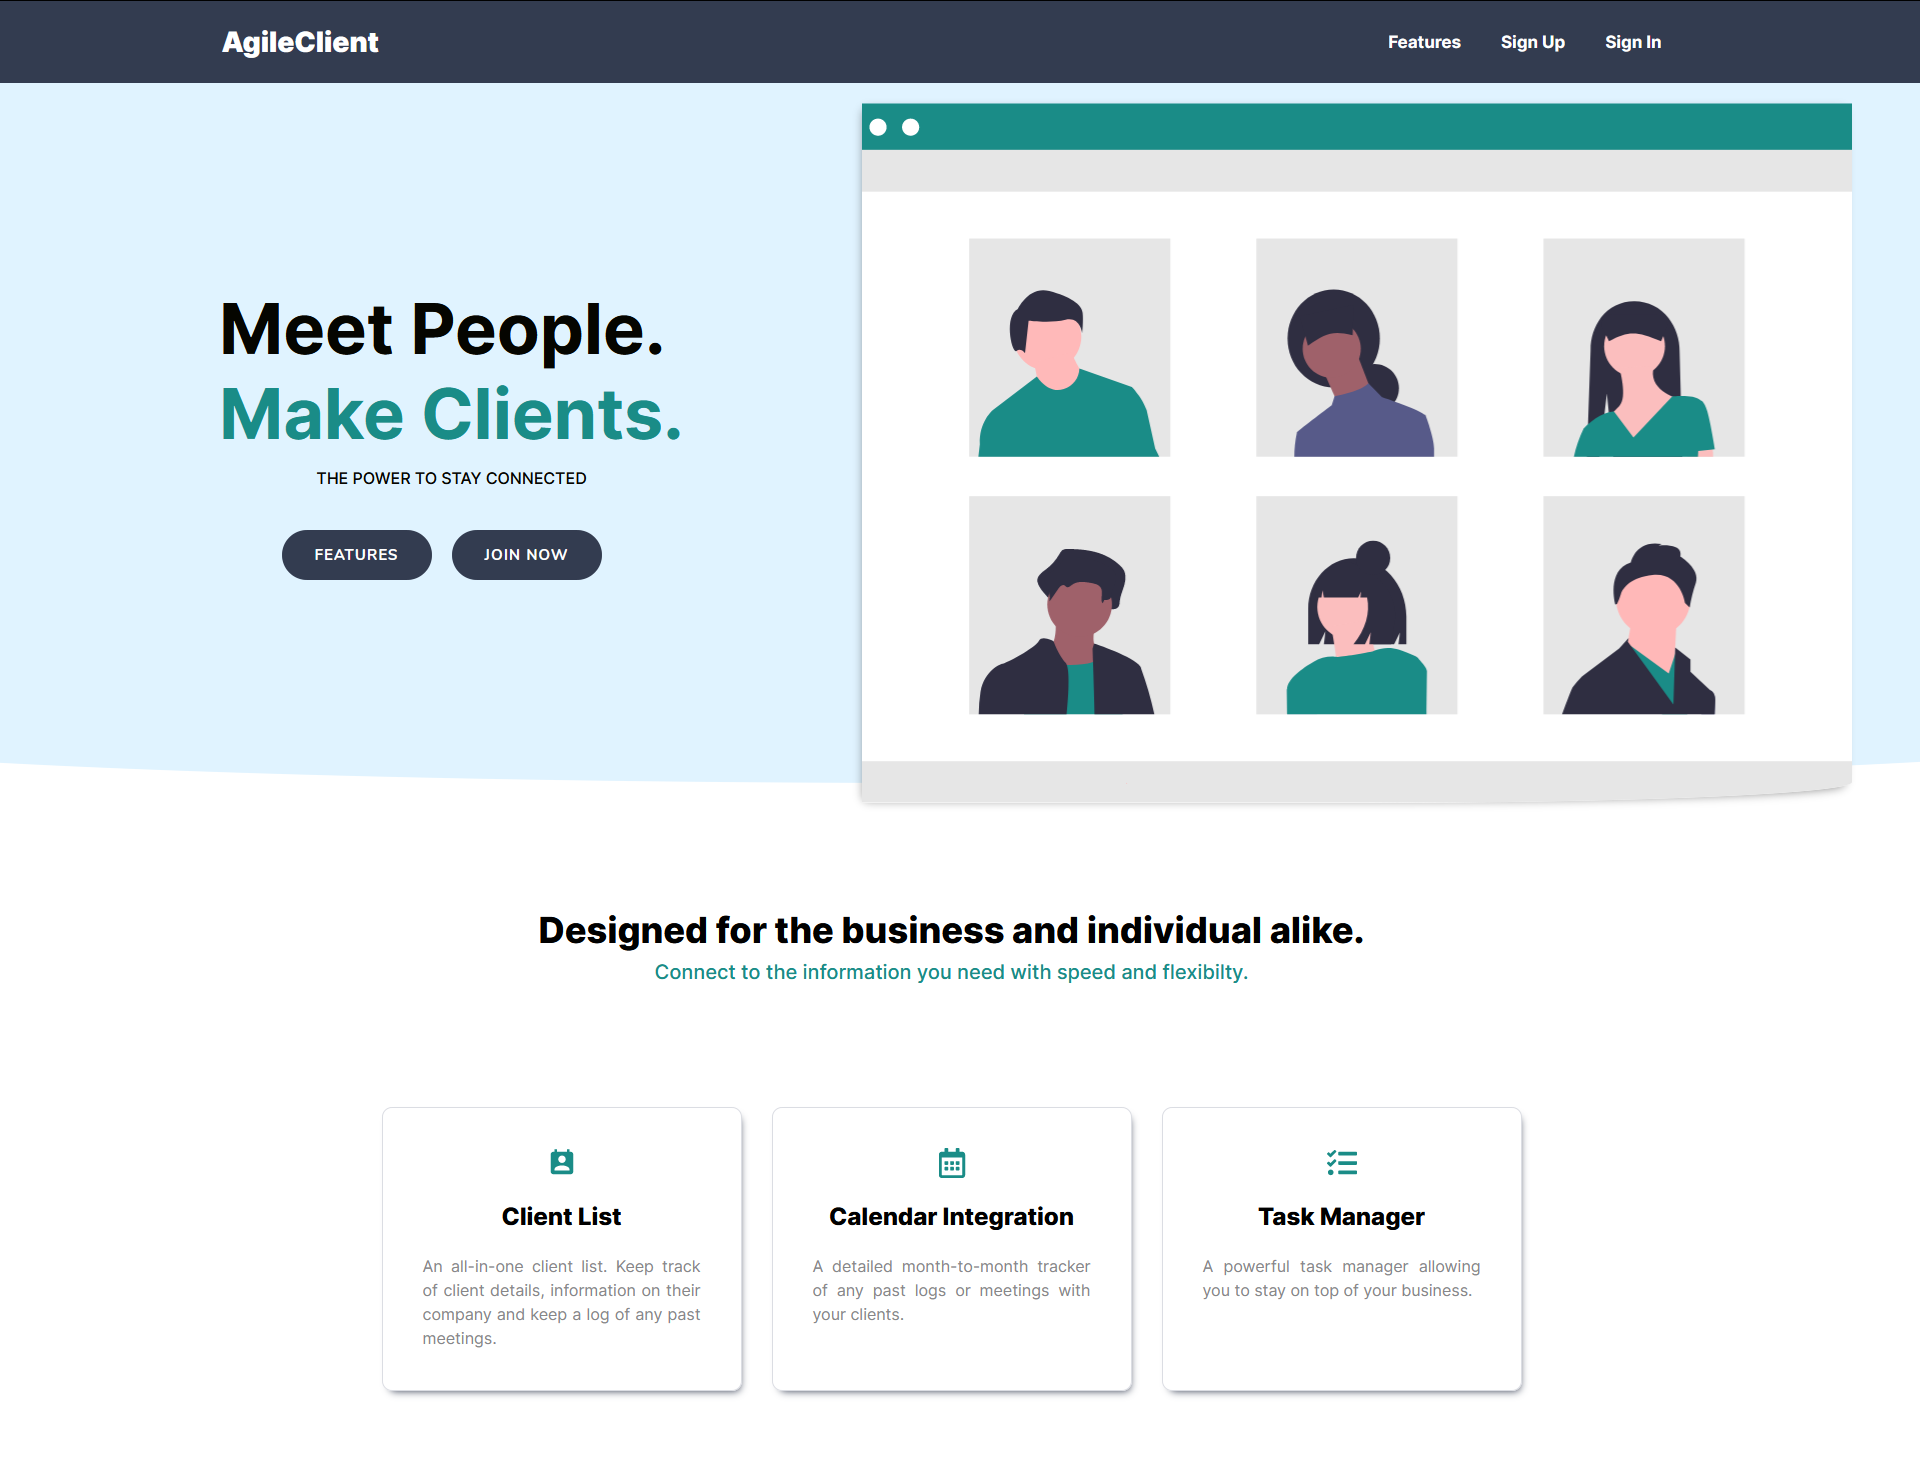 AgileClient
Features
Sign Up
Sign In
Meet People.
Make Clients.
THE POWER TO STAY CONNECTED
FEATURES
JOIN NOW
Designed for the business and individual alike.
Connect to the information you need with speed and flexibilty.
Client List
An all-in-one client list. Keep track
of client details, information on their
company and keep a log of any past
meetings.
Calendar Integration
A detailed month-to-month tracker
of any past logs or meetings with
your clients.
Task Manager
A powerful task manager allowing
you to stay on top of your business.